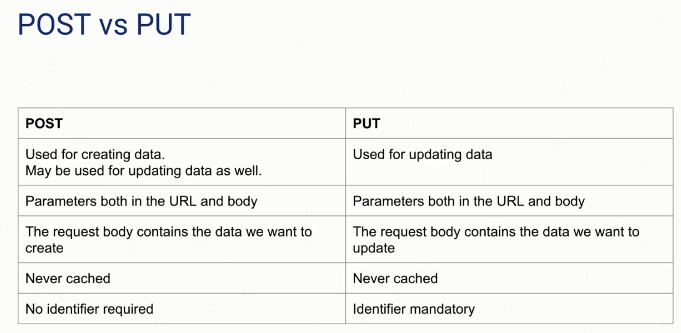 POST vs PUT
POST
PUT
Used for creating data.
May be used for updating data as well.
Used for updating data
Parameters both in the URL and body
Parameters both in the URL and body
The request body contains the data we want to
create
The request body contains the data we want to
update
Never cached
Never cached
No identifier required
Identifier mandatory